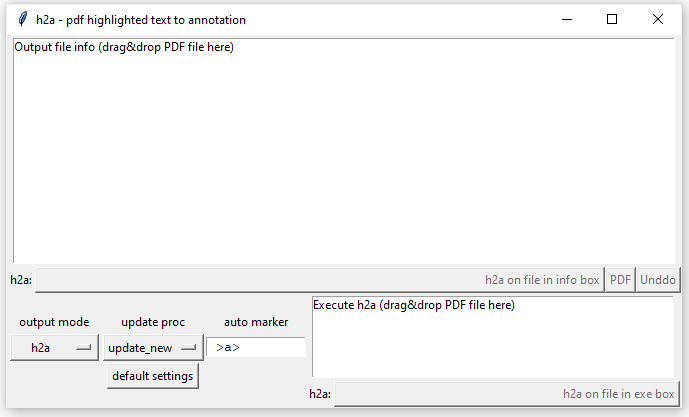 h2a - pdf highlighted text to annotation
Output file info (drag&drop PDF file here)
h2a: h2a on file in info box PDF Unddo
Execute h2a (drag&drop PDF file here)
output mode update proc auto marker
h2a update_new >a>
default settings
h2a: h2a on file in exe box